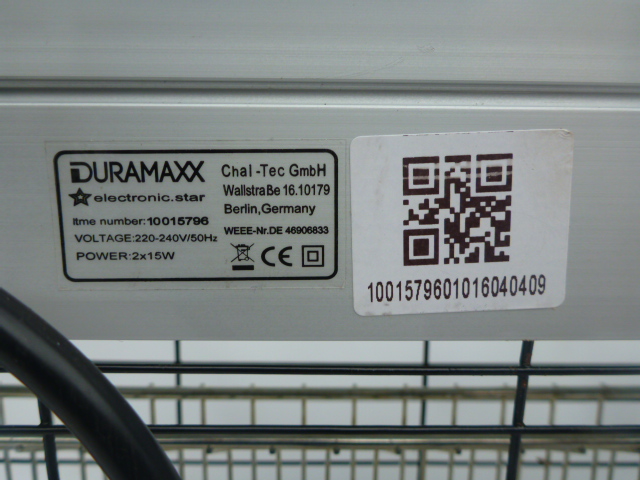 DURAMAXX
electronic.star
Itme number:10015796
VOLTAGE:220-240V/50Hz
POWER:2x15W
Chal-Tec GmbH
Wallstraße 16.10179
Berlin,Germany
WEEE-Nr.DE 46906833
CE
1001579601016040409